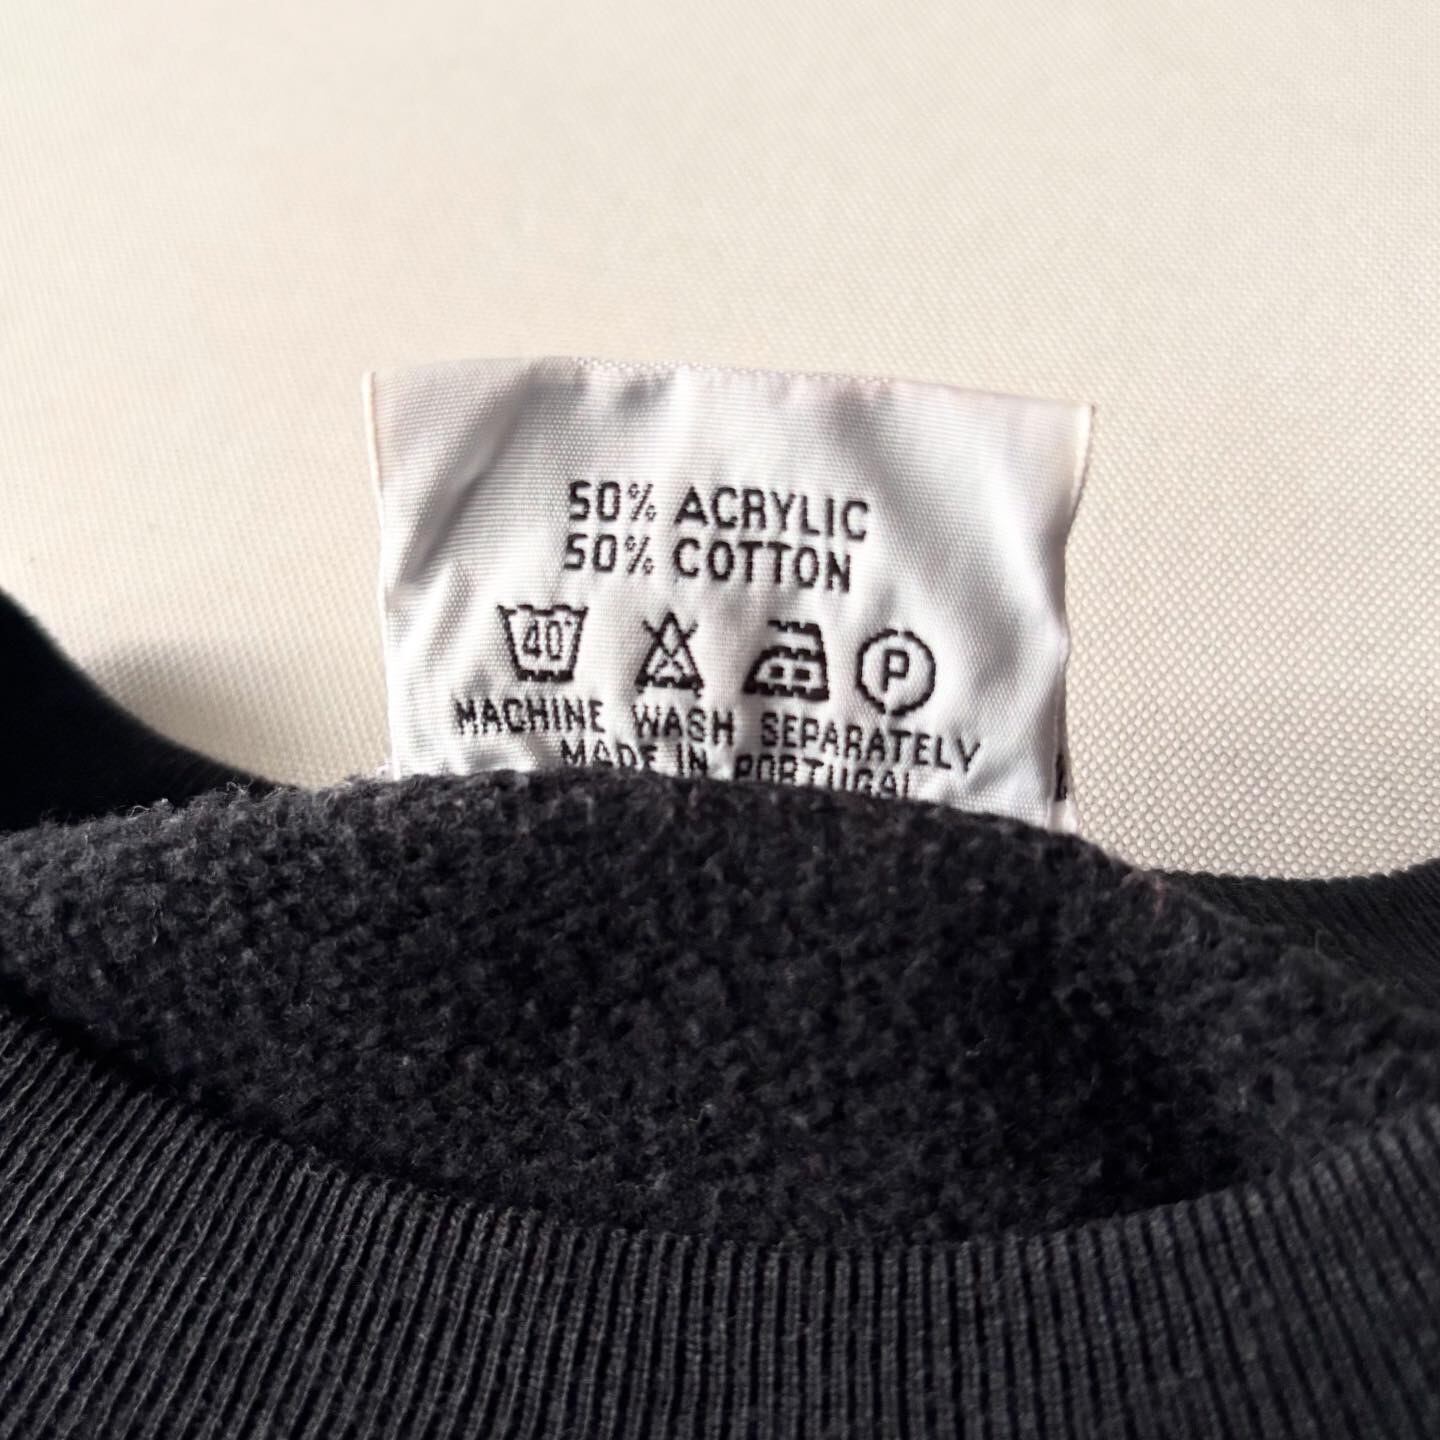 50% ACRYLIC
50% COTTON
40° P
MACHINE WASH SEPARATELY
MADE IN PORTUGAL